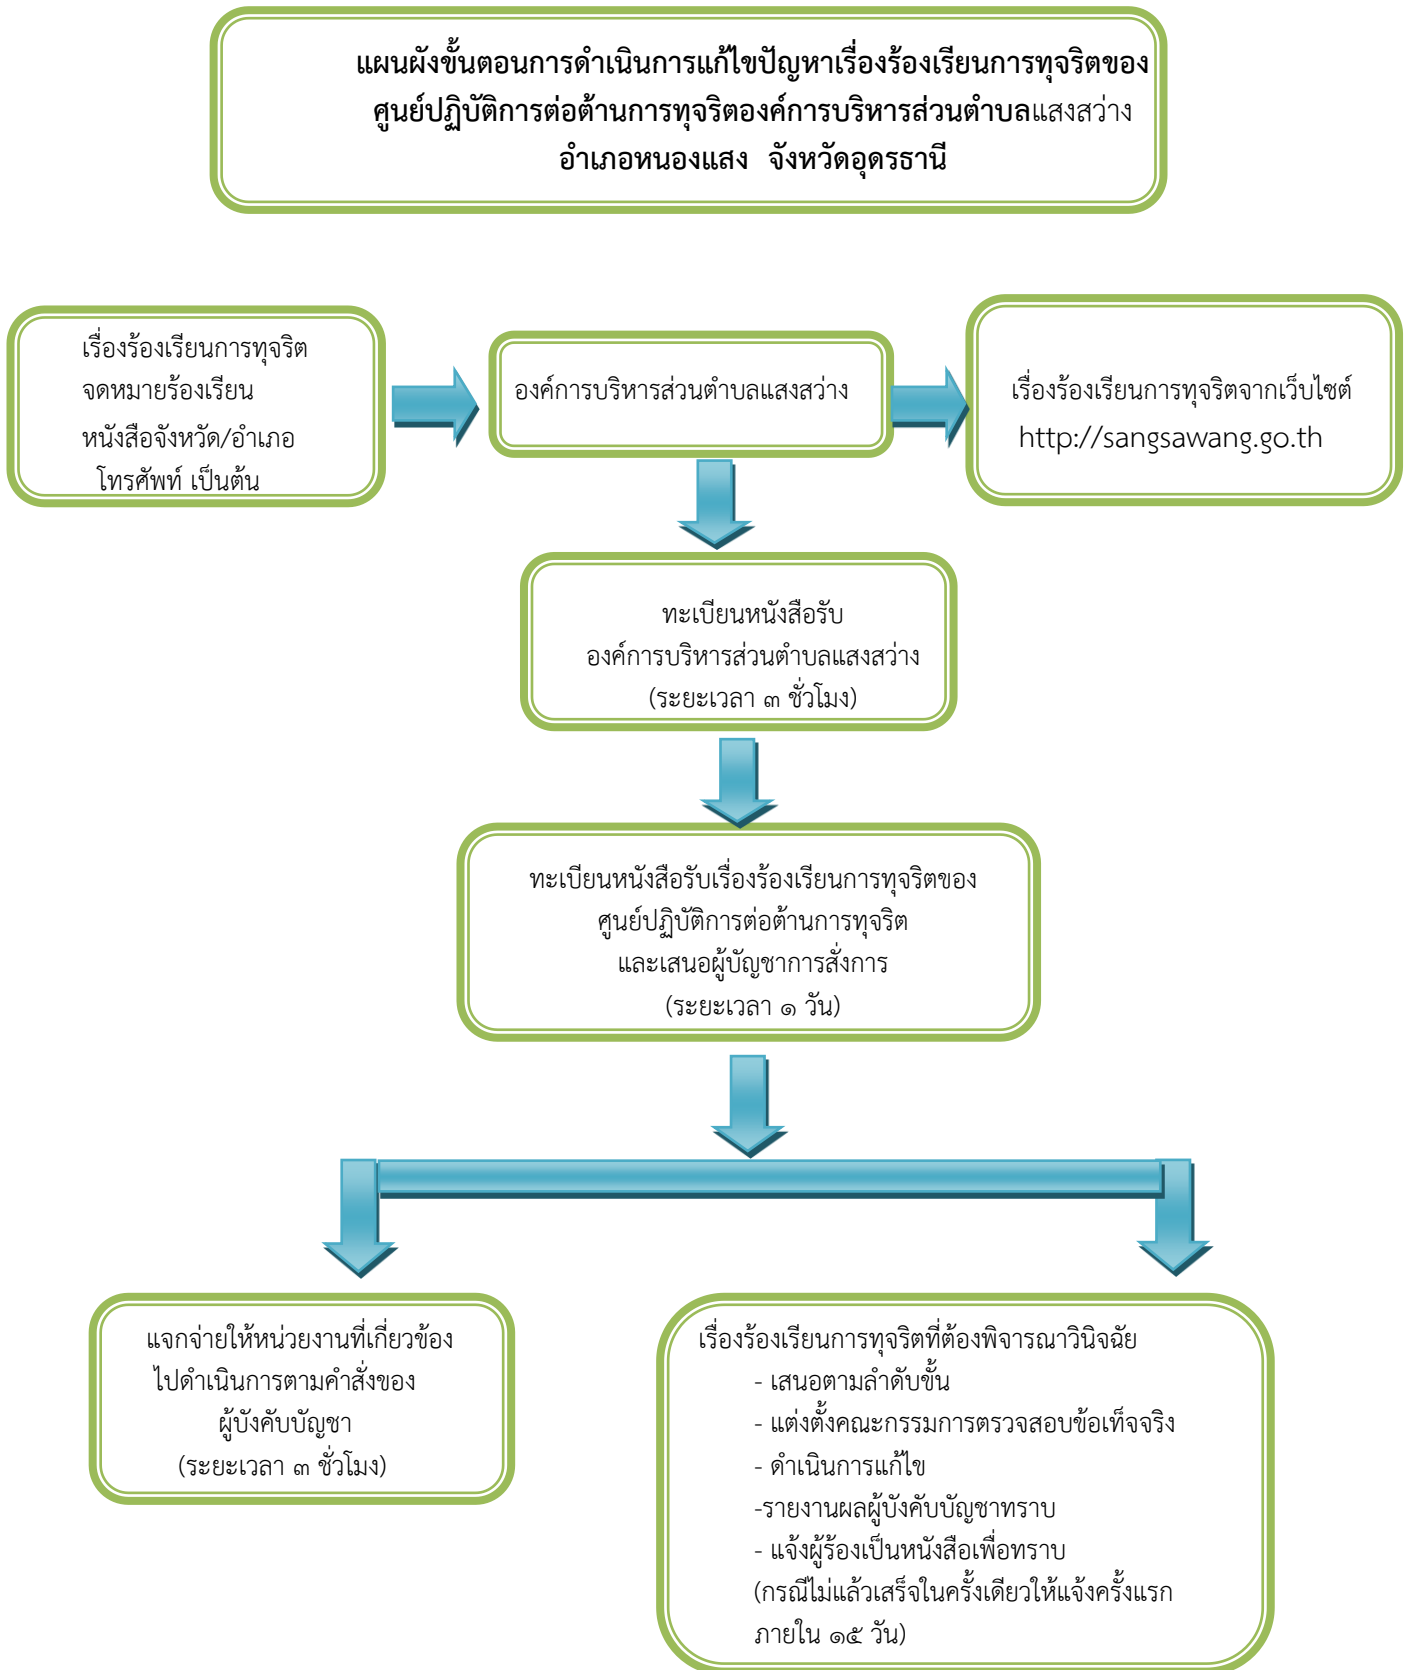 แผนผังขั้นตอนการดำเนินการแก้ไขปัญหาเรื่องร้องเรียนการทุจริตของ
ศูนย์ปฏิบัติการต่อต้านการทุจริตองค์การบริหารส่วนตำบลแสงสว่าง
อำเภอหนองแสง จังหวัดอุดรธานี
เรื่องร้องเรียนการทุจริต
จดหมายร้องเรียน
หนังสือจังหวัด/อำเภอ
โทรศัพท์ เป็นต้น
องค์การบริหารส่วนตำบลแสงสว่าง
เรื่องร้องเรียนการทุจริตจากเว็บไซต์
http://sangsawang.go.th
ทะเบียนหนังสือรับ
องค์การบริหารส่วนตำบลแสงสว่าง
(ระยะเวลา ๓ ชั่วโมง)
ทะเบียนหนังสือรับเรื่องร้องเรียนการทุจริตของ
ศูนย์ปฏิบัติการต่อต้านการทุจริต
และเสนอผู้บัญชาการสั่งการ
(ระยะเวลา ๑ วัน)
แจกจ่ายให้หน่วยงานที่เกี่ยวข้อง
ไปดำเนินการตามคำสั่งของ
ผู้บังคับบัญชา
(ระยะเวลา ๓ ชั่วโมง)
เรื่องร้องเรียนการทุจริตที่ต้องพิจารณาวินิจฉัย
- เสนอตามลำดับขั้น
- แต่งตั้งคณะกรรมการตรวจสอบข้อเท็จจริง
- ดำเนินการแก้ไข
-รายงานผลผู้บังคับบัญชาทราบ
- แจ้งผู้ร้องเป็นหนังสือเพื่อทราบ
(กรณีไม่แล้วเสร็จในครั้งเดียวให้แจ้งครั้งแรก
ภายใน ๑๕ วัน)